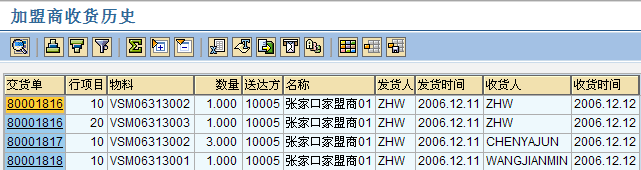 加盟商收货历史
交货单 行项目 物料 数量 送达方 名称 发货人 发货时间 收货人 收货时间
80001816 10 VSM06313002 1.000 10005 张家口家盟商01 ZHW 2006.12.11 ZHW 2006.12.12
80001816 20 VSM06313003 1.000 10005 张家口家盟商01 ZHW 2006.12.11 ZHW 2006.12.12
80001817 10 VSM06313002 3.000 10005 张家口家盟商01 ZHW 2006.12.11 CHENYAJUN 2006.12.12
80001818 10 VSM06313001 1.000 10005 张家口家盟商01 ZHW 2006.12.11 WANGJIANMIN 2006.12.12